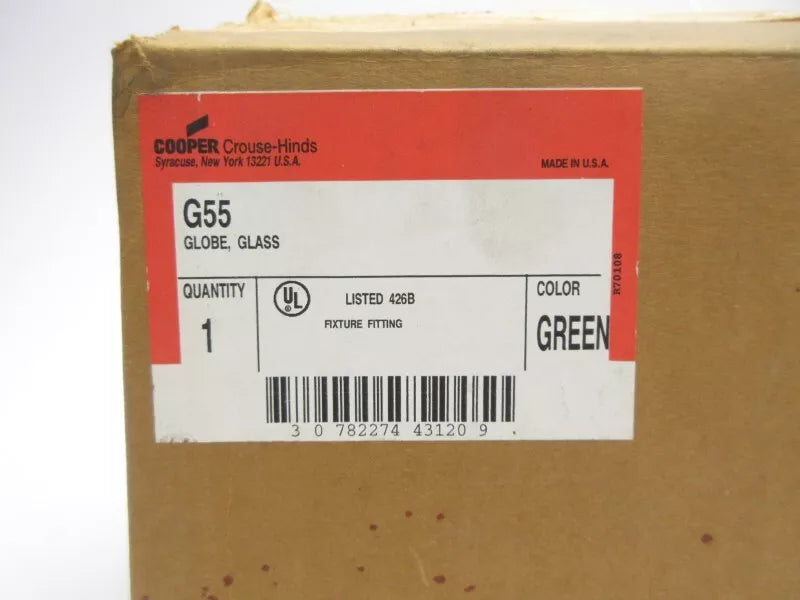 COOPER Crouse-Hinds
Syracuse, New York 13221 U.S.A.
MADE IN U.S.A.
G55
GLOBE, GLASS
R70108
QUANTITY
1
UL
LISTED 426B
FIXTURE FITTING
COLOR
GREEN
3 0 782274 43120 9